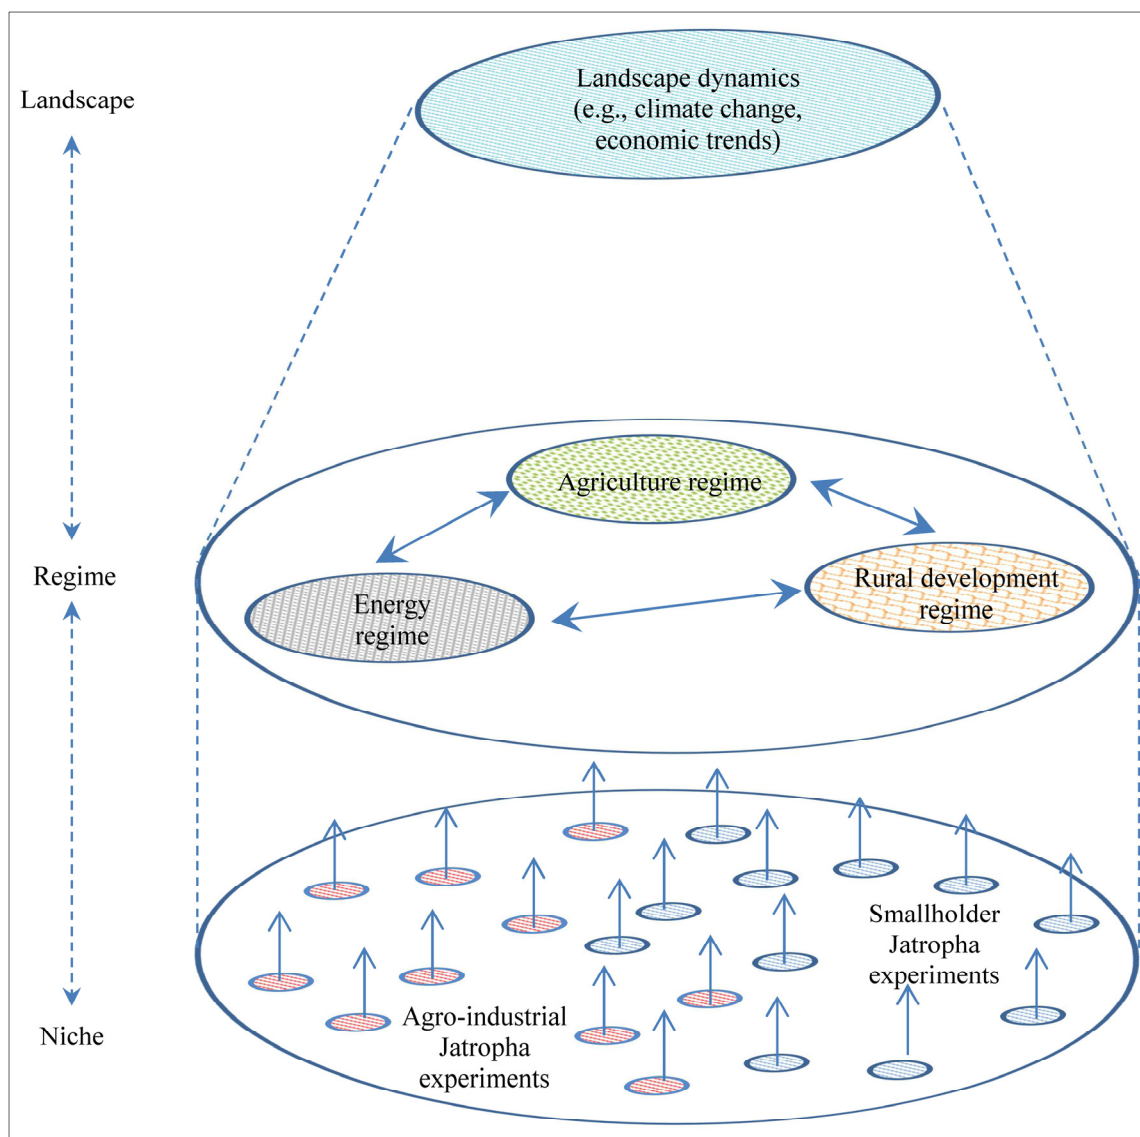 Landscape
Landscape dynamics
(e.g., climate change,
economic trends)
Agriculture regime
Regime
Energy
regime
Rural development
regime
Smallholder
Jatropha
experiments
Agro-industrial
Jatropha
experiments
Niche